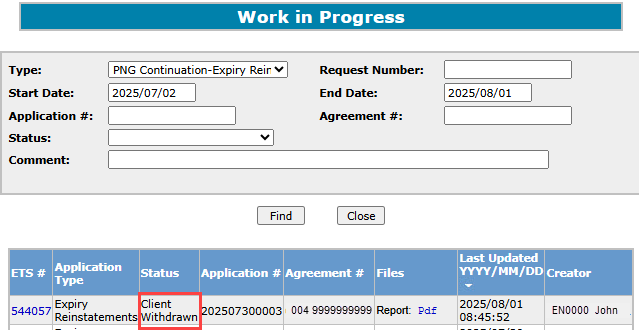 Work in Progress
Type: PNG Continuation-Expiry Rein Request Number:
Start Date: 2025/07/02 End Date: 2025/08/01
Application #: Agreement #:
Status:
Comment:
Find Close
ETS # Application Type Status Application # Agreement # Files Last Updated YYYY/MM/DD Creator
544057 Expiry Reinstatements Client Withdrawn 202507300003 004 9999999999 Report: Pdf 2025/08/01 08:45:52 EN0000 John